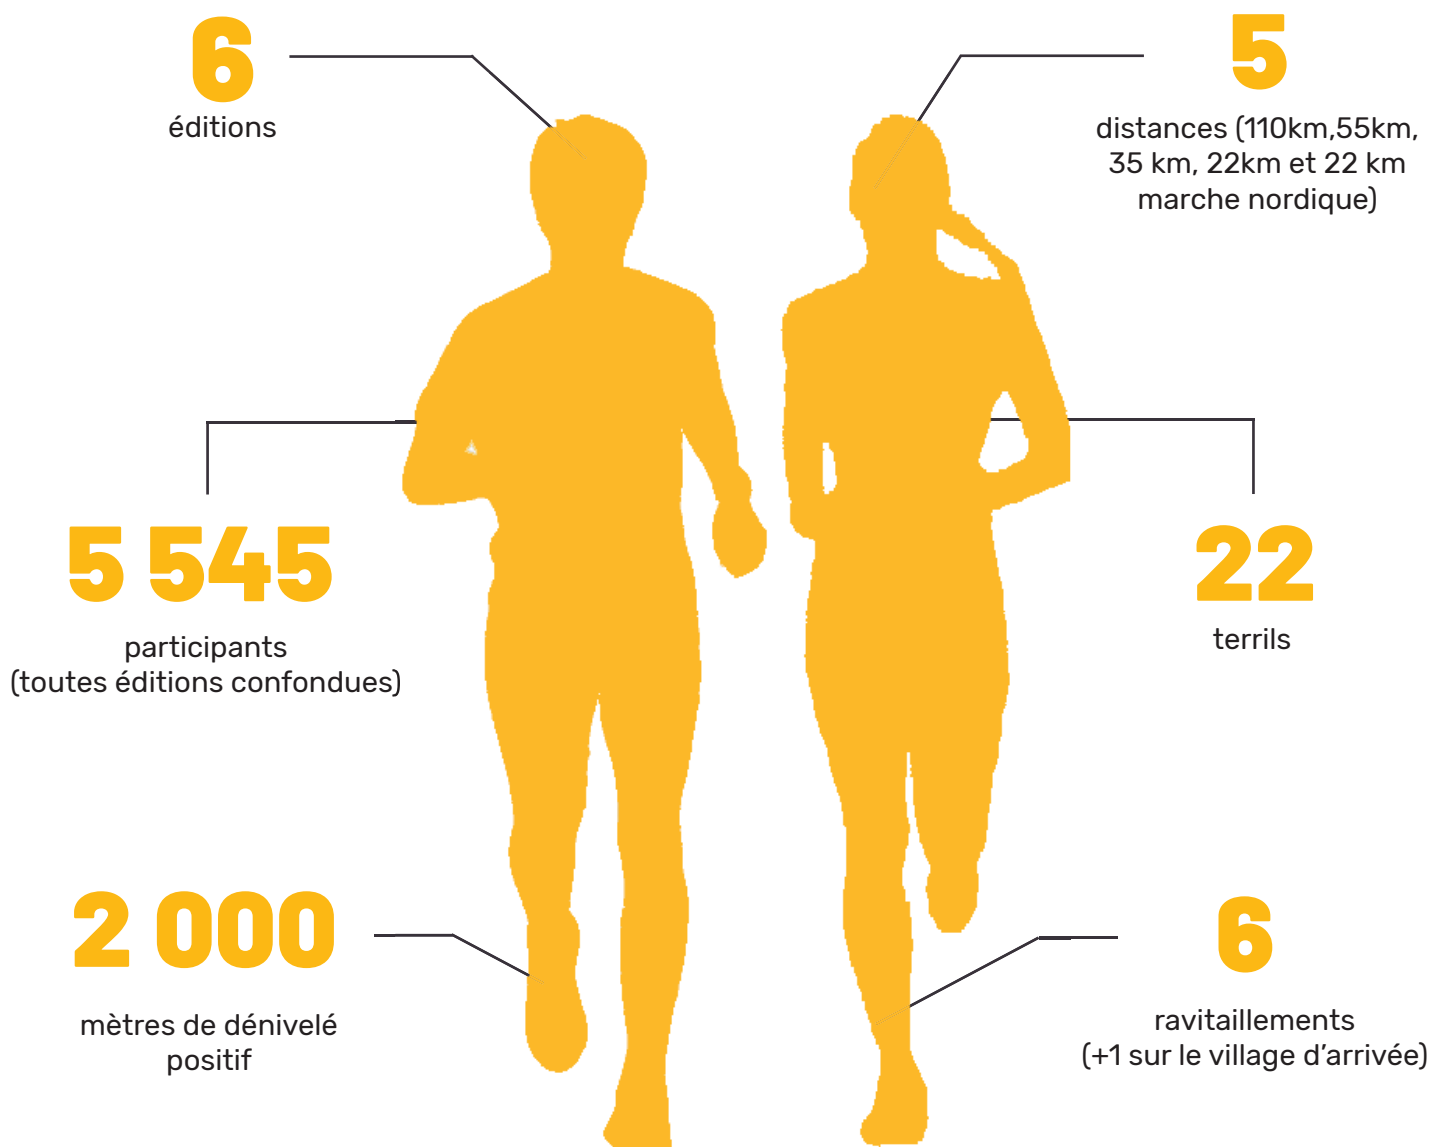 6
éditions
5
distances (110km,55km,
35 km, 22km et 22 km
marche nordique)
5 545
participants
(toutes éditions confondues)
22
terrils
2 000
mètres de dénivelé
positif
6
ravitaillements
(+1 sur le village d’arrivée)